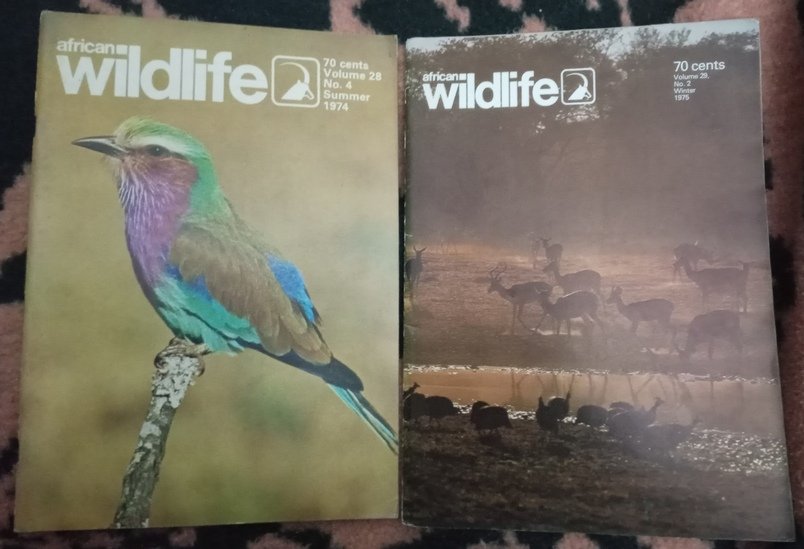 african
wildlife
70 cents
Volume 28
No. 4
Summer
1974
african
wildlife
70 cents
Volume 29,
No. 2
Winter
1975